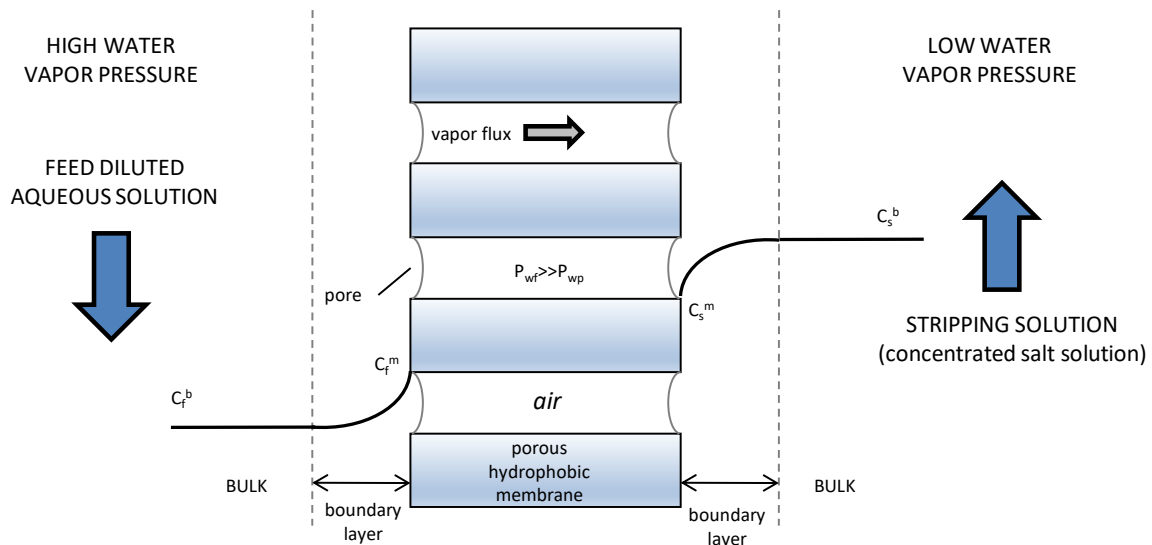 HIGH WATER
VAPOR PRESSURE
LOW WATER
VAPOR PRESSURE
vapor flux
FEED DILUTED
AQUEOUS SOLUTION
C_s^b
pore
P_wf>>P_wp
C_s^m
STRIPPING SOLUTION
(concentrated salt solution)
C_f^m
C_f^b
air
porous
hydrophobic
membrane
BULK
BULK
boundary
layer
boundary
layer